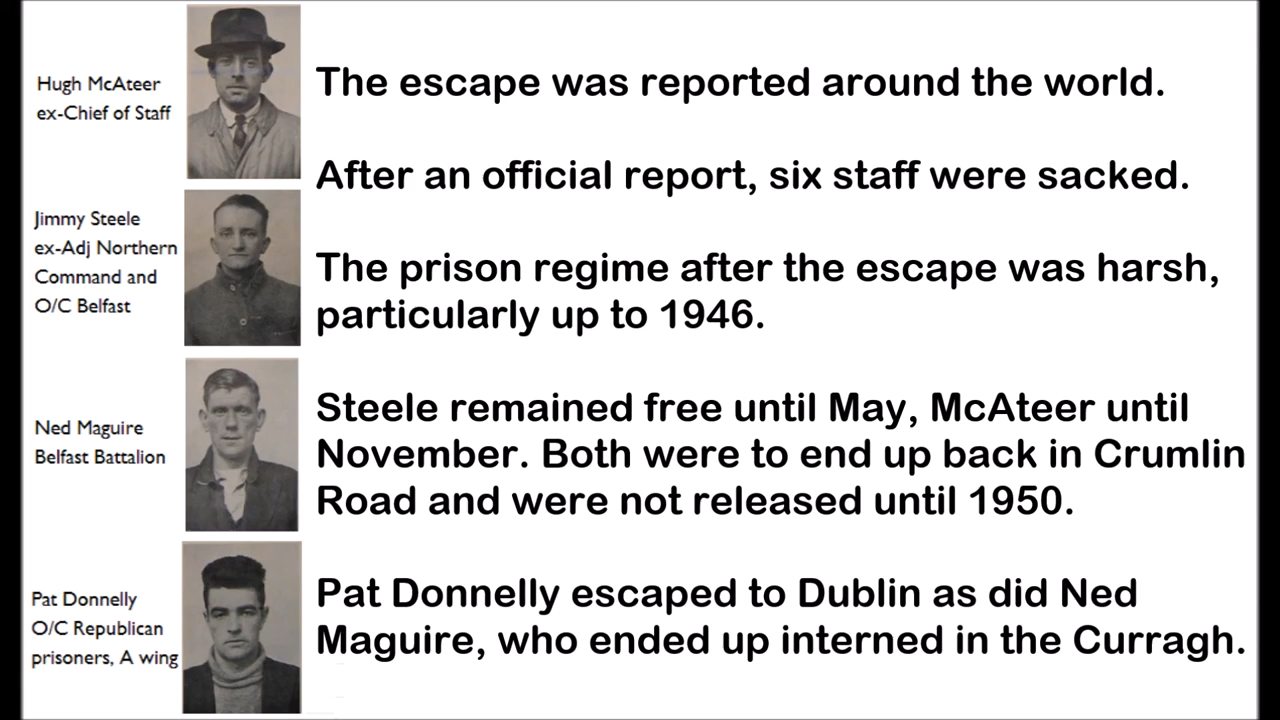 Hugh McAteer
ex-Chief of Staff
The escape was reported around the world.
After an official report, six staff were sacked.
Jimmy Steele
ex-Adj Northern
Command and
O/C Belfast
The prison regime after the escape was harsh,
particularly up to 1946.
Ned Maguire
Belfast Battalion
Steele remained free until May, McAteer until
November. Both were to end up back in Crumlin
Road and were not released until 1950.
Pat Donnelly
O/C Republican
prisoners, A wing
Pat Donnelly escaped to Dublin as did Ned
Maguire, who ended up interned in the Curragh.